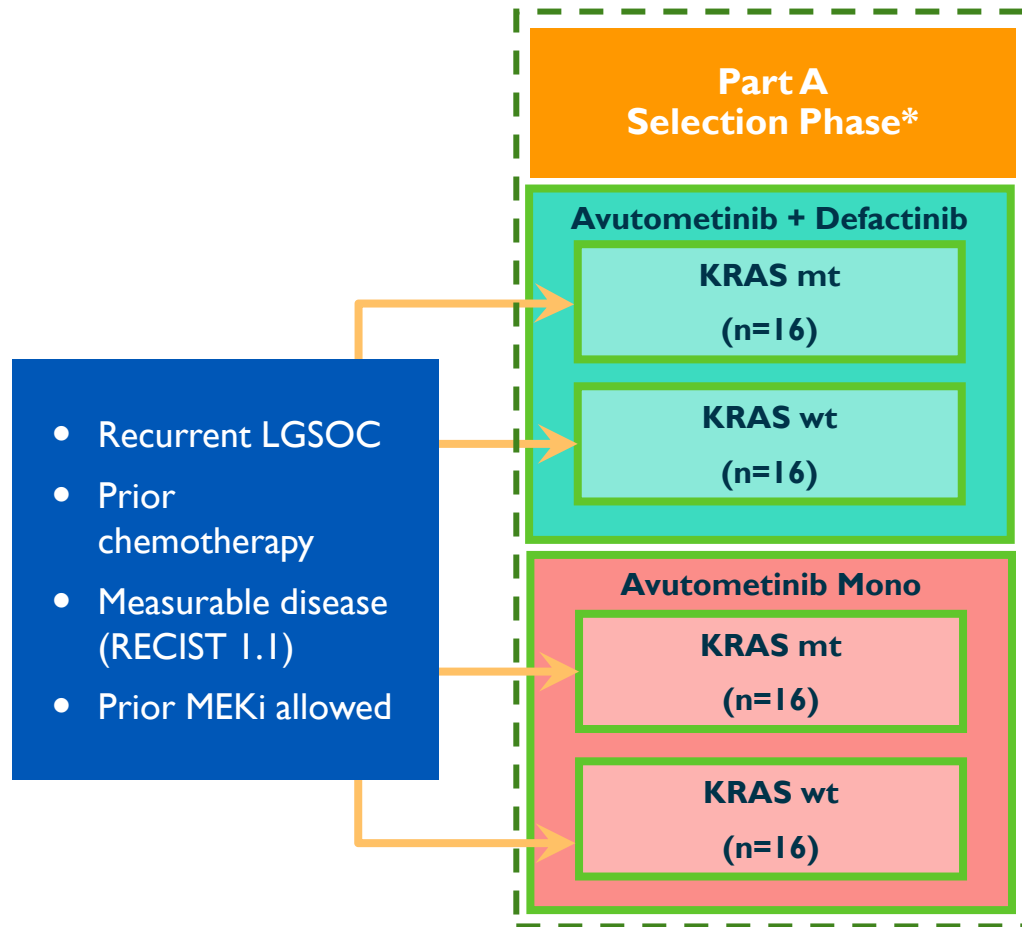 Part A
Selection Phase*
Avutometinib + Defactinib
KRAS mt
(n=16)
KRAS wt
(n=16)
• Recurrent LGSOC
• Prior
chemotherapy
• Measurable disease
(RECIST 1.1)
• Prior MEKi allowed
Avutometinib Mono
KRAS mt
(n=16)
KRAS wt
(n=16)